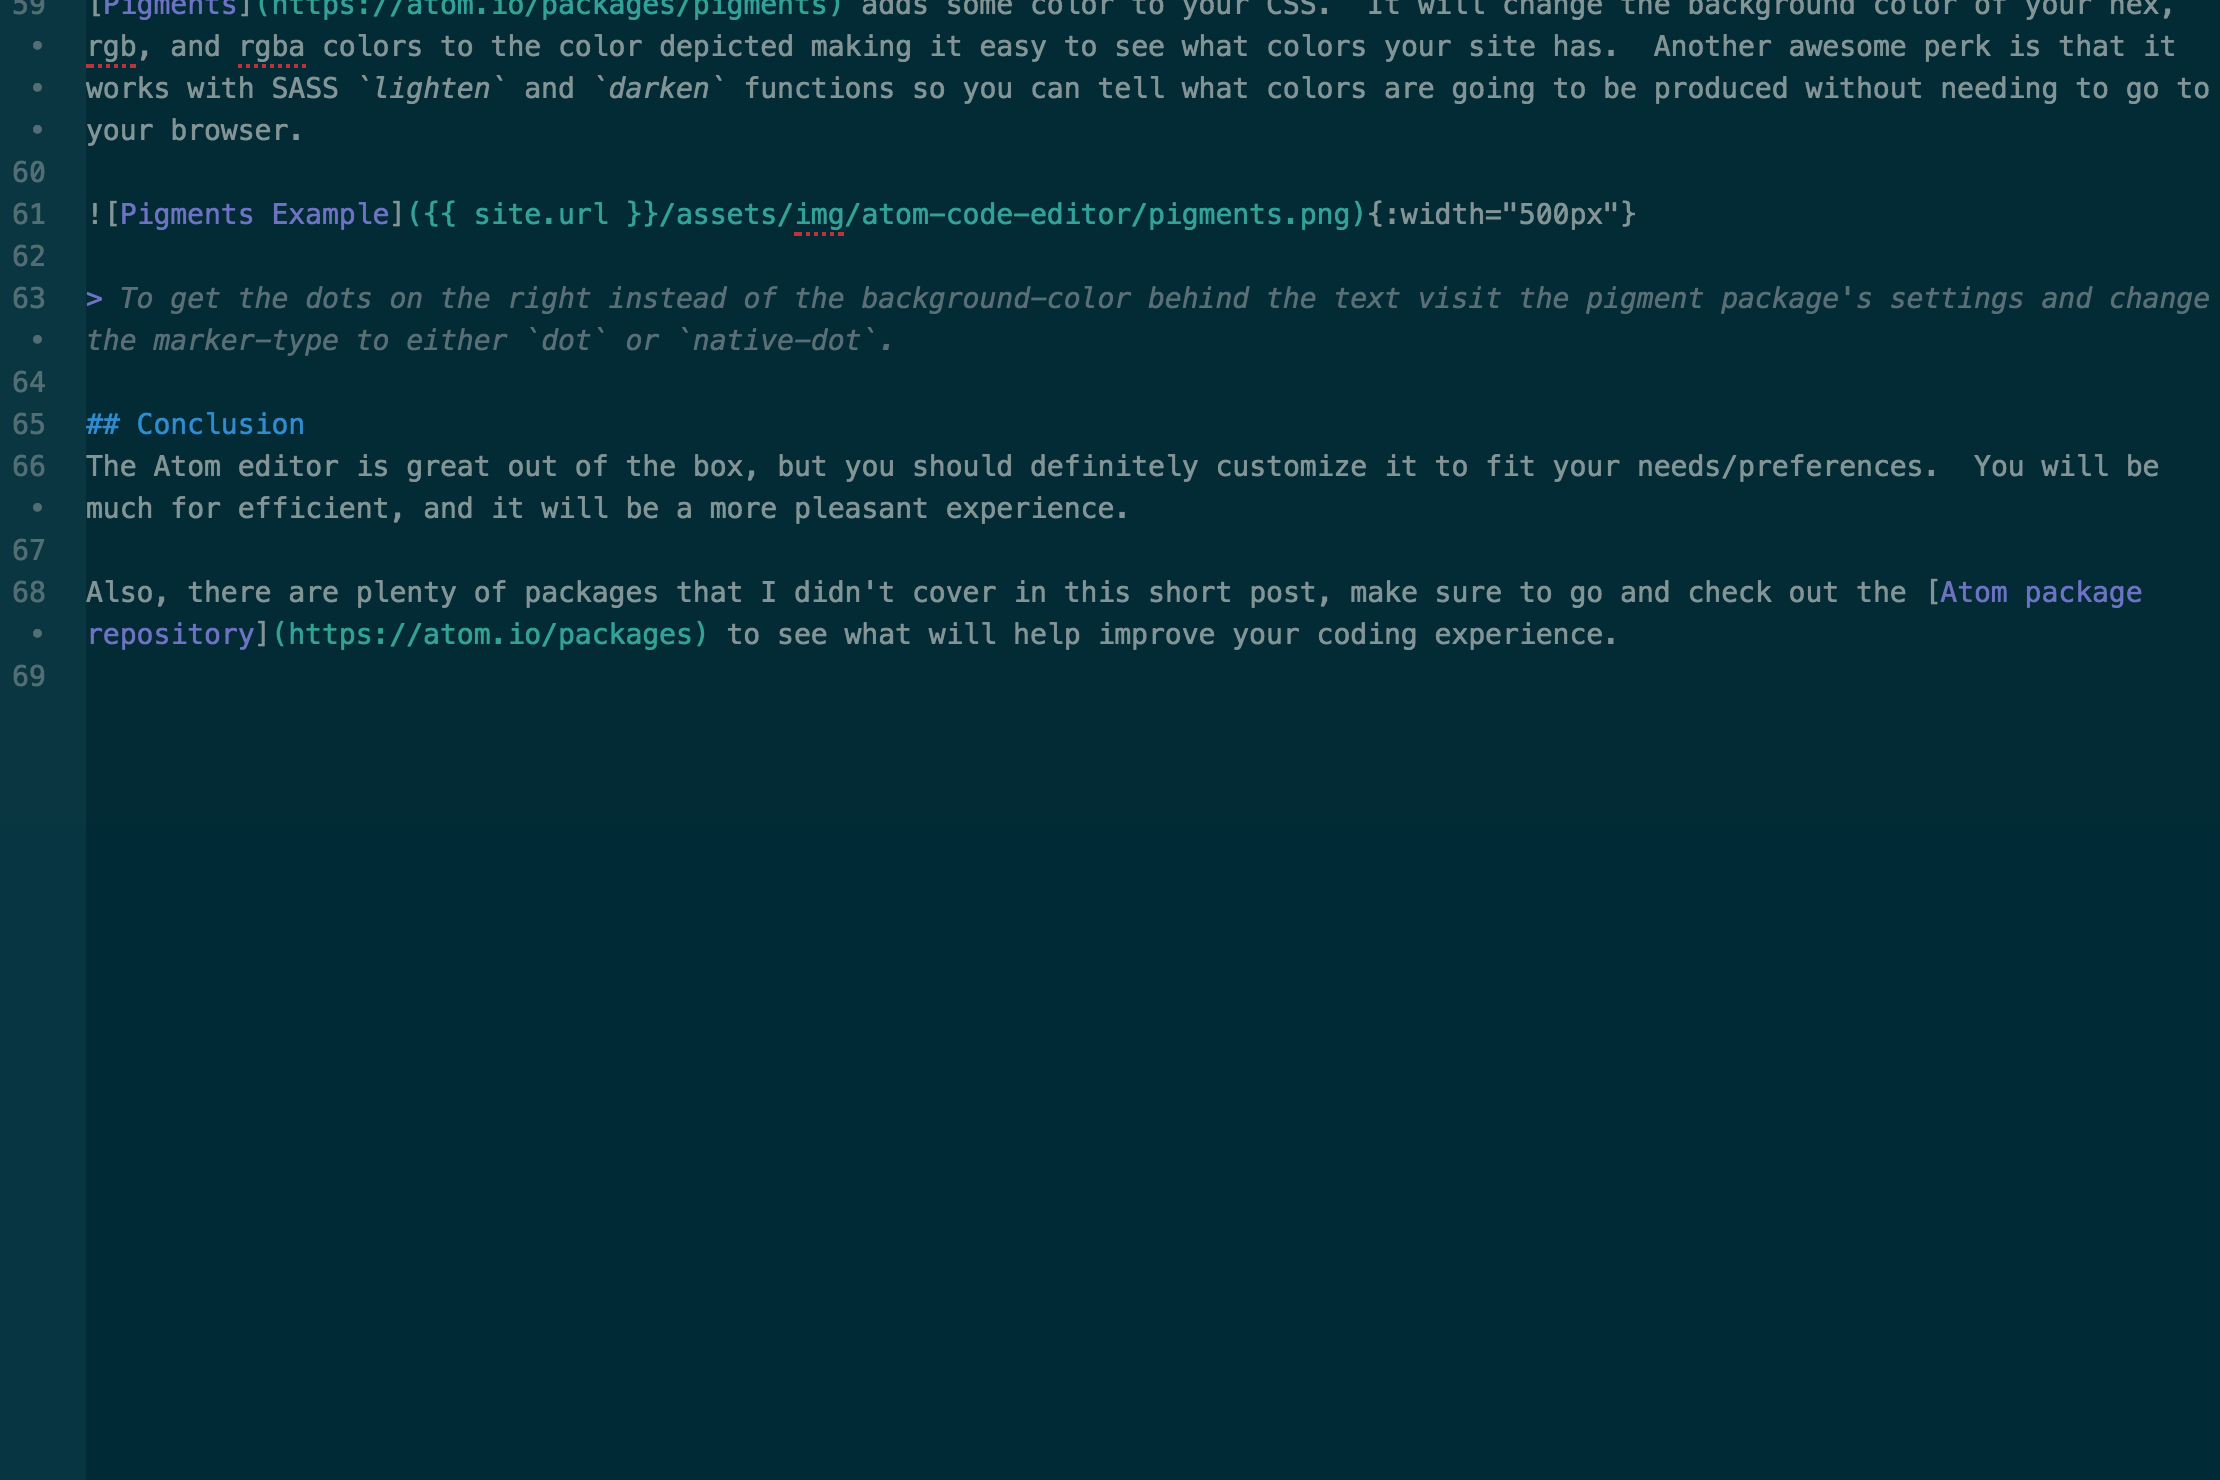 59 [Pigments](https://atom.io/packages/pigments) adds some color to your CSS.  It will change the background color of your hex,
• rgb, and rgba colors to the color depicted making it easy to see what colors your site has.  Another awesome perk is that it
• works with SASS `lighten` and `darken` functions so you can tell what colors are going to be produced without needing to go to
• your browser.
60
61 ![Pigments Example]({{ site.url }}/assets/img/atom-code-editor/pigments.png){:width="500px"}
62
63 > To get the dots on the right instead of the background-color behind the text visit the pigment package's settings and change
• the marker-type to either `dot` or `native-dot`.
64
65 ## Conclusion
66 The Atom editor is great out of the box, but you should definitely customize it to fit your needs/preferences.  You will be
• much for efficient, and it will be a more pleasant experience.
67
68 Also, there are plenty of packages that I didn't cover in this short post, make sure to go and check out the [Atom package
• repository](https://atom.io/packages) to see what will help improve your coding experience.
69